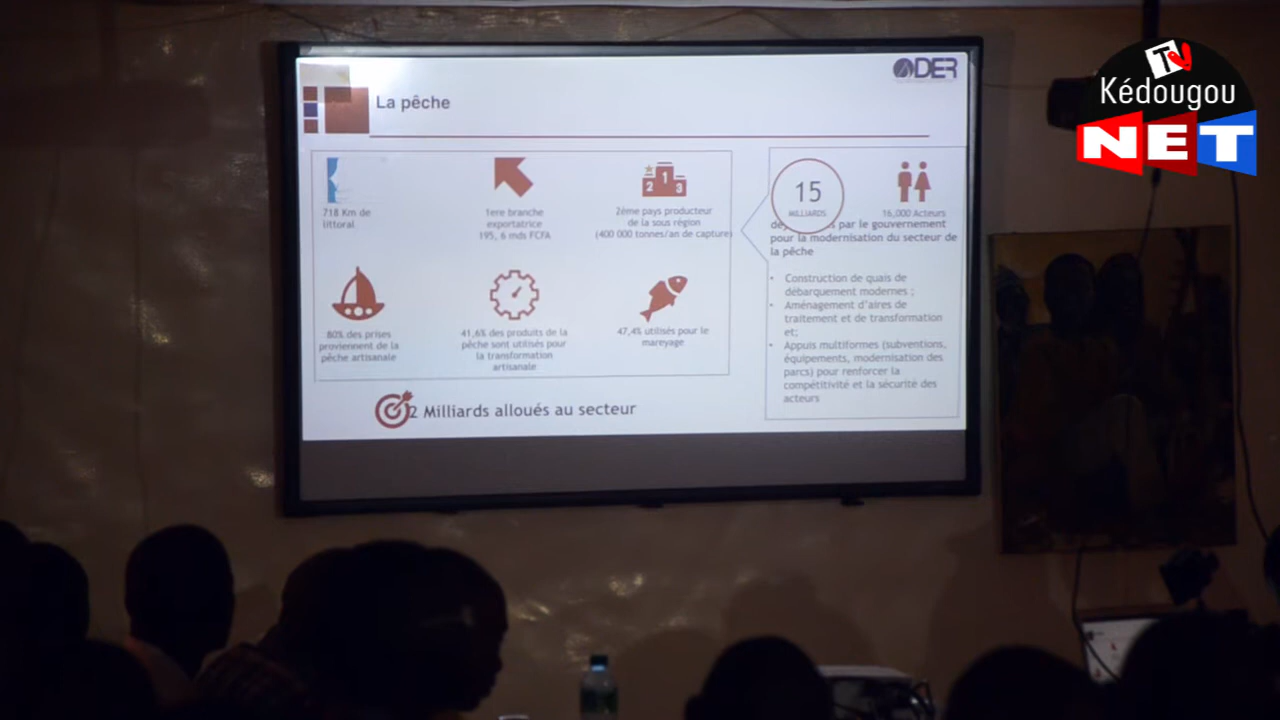 DER
TV
Kédougou
NET
La pêche
718 Km de
littoral
1ere branche
exportatrice
195, 6 mds FCFA
2
1
3
2ème pays producteur
de la sous région
(400 000 tonnes/an de capture)
80% des prises
proviennent de la
pêche artisanale
41,6% des produits de la
pêche sont utilisés pour
la transformation
artisanale
47,4% utilisés pour le
mareyage
2 Milliards alloués au secteur
15
MILLIARDS
16,000 Acteurs
par le gouvernement
pour la modernisation du secteur de
la pêche
• Construction de quais de
débarquement modernes ;
• Aménagement d'aires de
traitement et de transformation
et;
• Appuis multiformes (subventions,
équipements, modernisation des
parcs) pour renforcer la
compétitivité et la sécurité des
acteurs